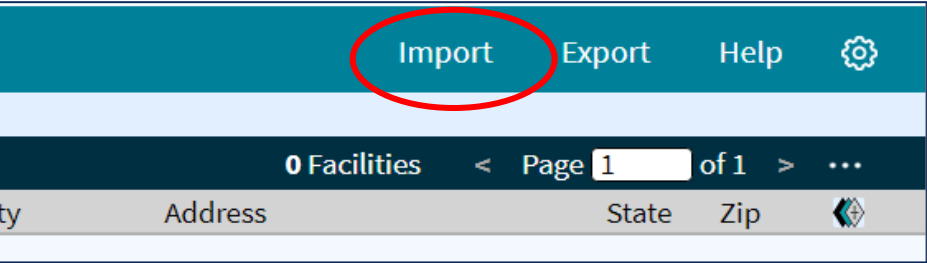 Import Export Help
0 Facilities < Page 1 of 1 > ...
ty Address State Zip